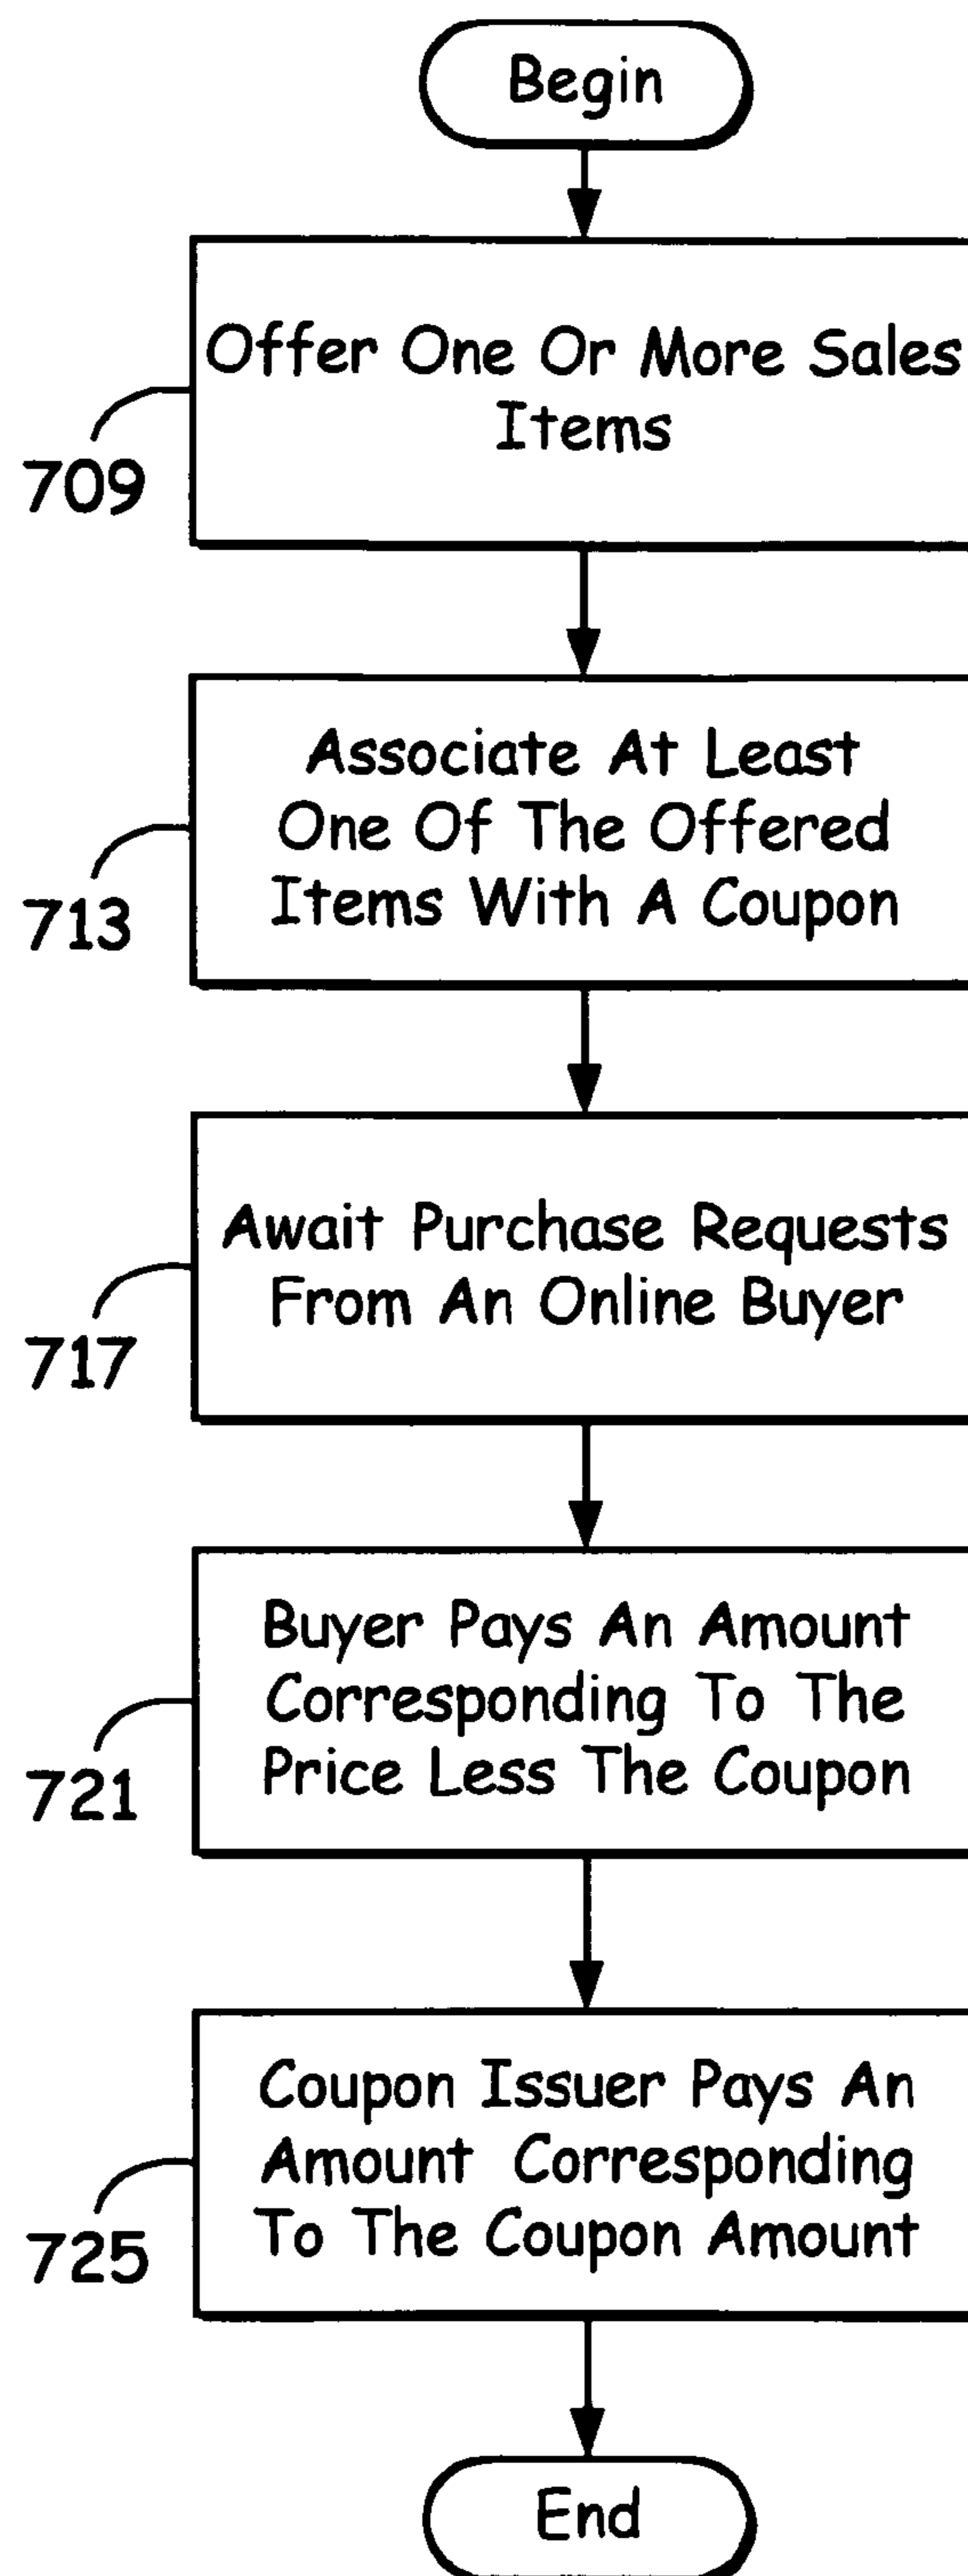 Begin
Offer One Or More Sales
Items
709
Associate At Least
One Of The Offered
Items With A Coupon
713
Await Purchase Requests
From An Online Buyer
717
Buyer Pays An Amount
Corresponding To The
Price Less The Coupon
721
Coupon Issuer Pays An
Amount Corresponding
To The Coupon Amount
725
End